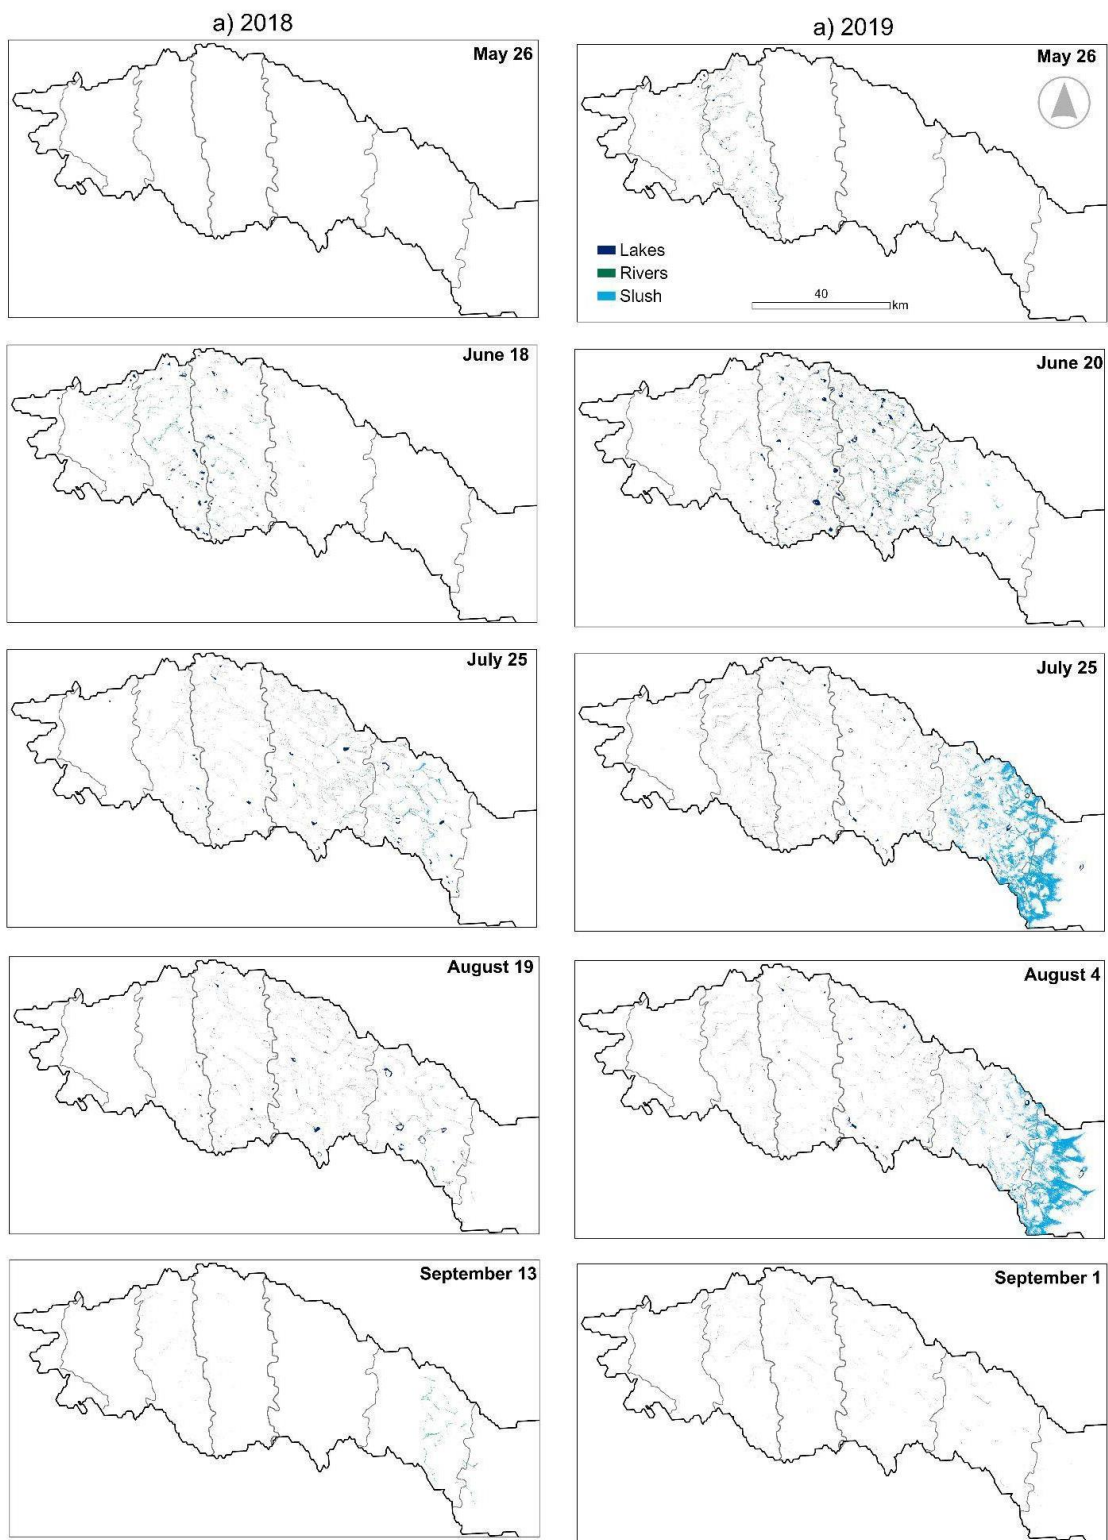 a) 2018
a) 2019
May 26
May 26
Lakes
Rivers
Slush
40
km
June 18
June 20
July 25
July 25
August 19
August 4
September 13
September 1